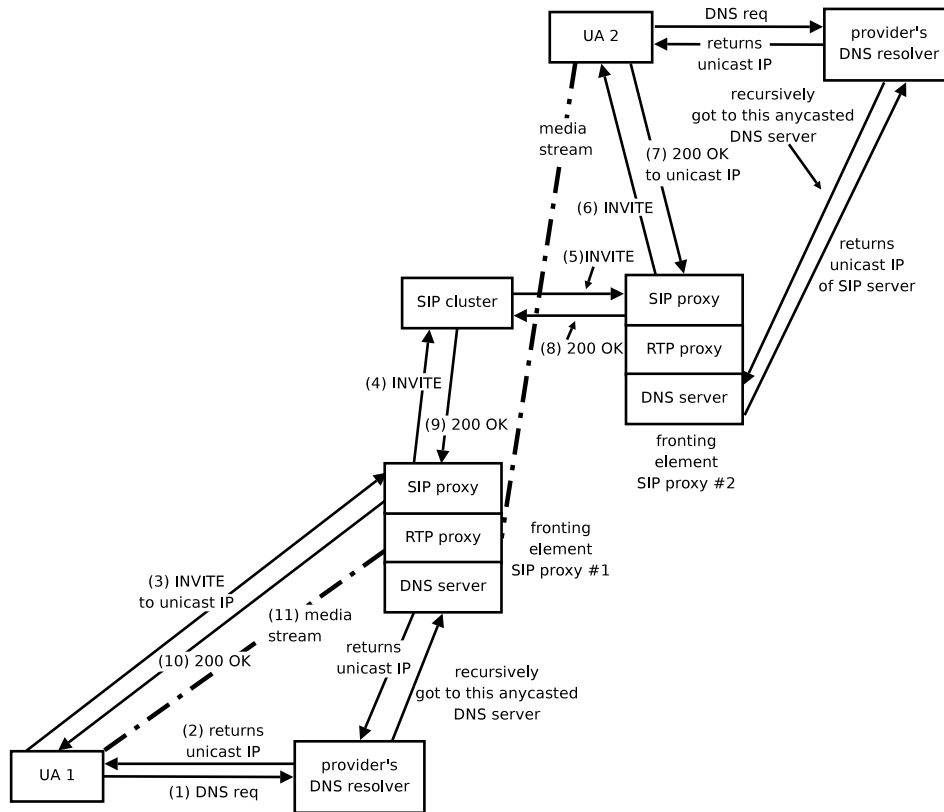 DNS req
UA 2
returns
unicast IP
provider's
DNS resolver
recursively
got to this anycasted
DNS server
media
stream
(7) 200 OK
to unicast IP
(6) INVITE
returns
unicast IP
of SIP server
(5)INVITE
SIP cluster
SIP proxy
(8) 200 OK
RTP proxy
DNS server
(4) INVITE
(9) 200 OK
fronting
element
SIP proxy #2
SIP proxy
RTP proxy
DNS server
fronting
element
SIP proxy #1
(3) INVITE
to unicast IP
(11) media
stream
(10) 200 OK
returns
unicast IP
recursively
got to this anycasted
DNS server
(2) returns
unicast IP
UA 1
(1) DNS req
provider's
DNS resolver